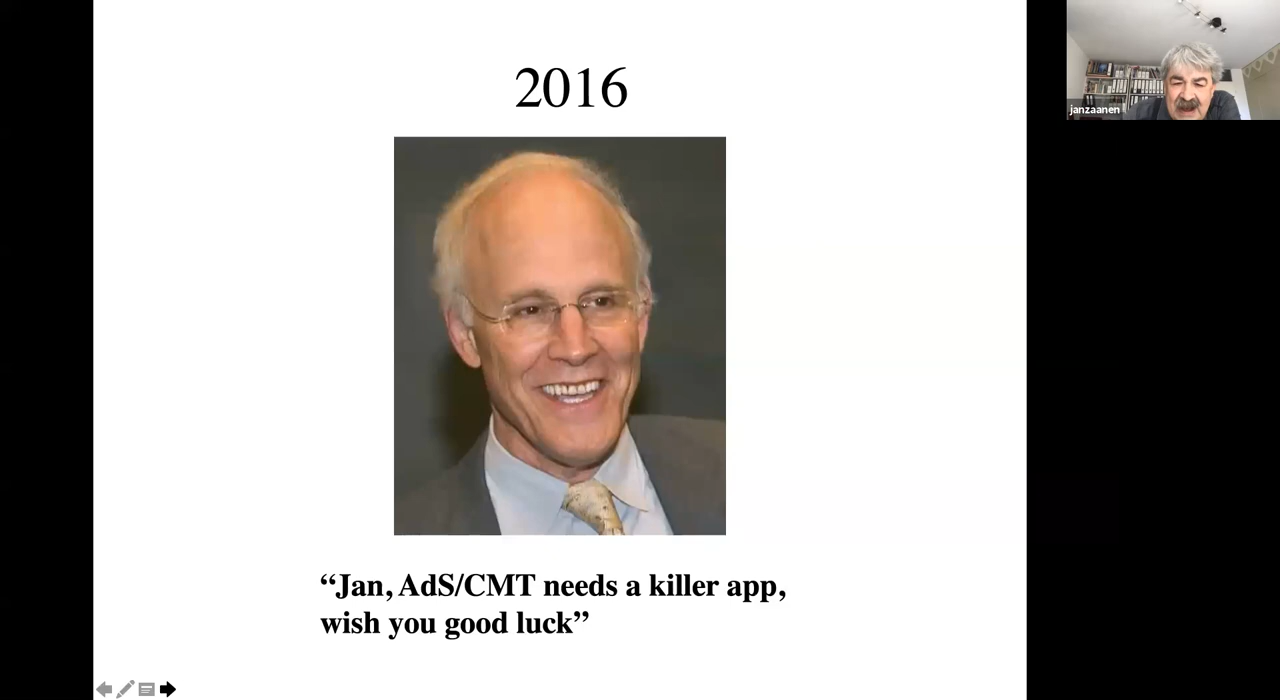 2016
janzaanen
“Jan, AdS/CMT needs a killer app,
wish you good luck”